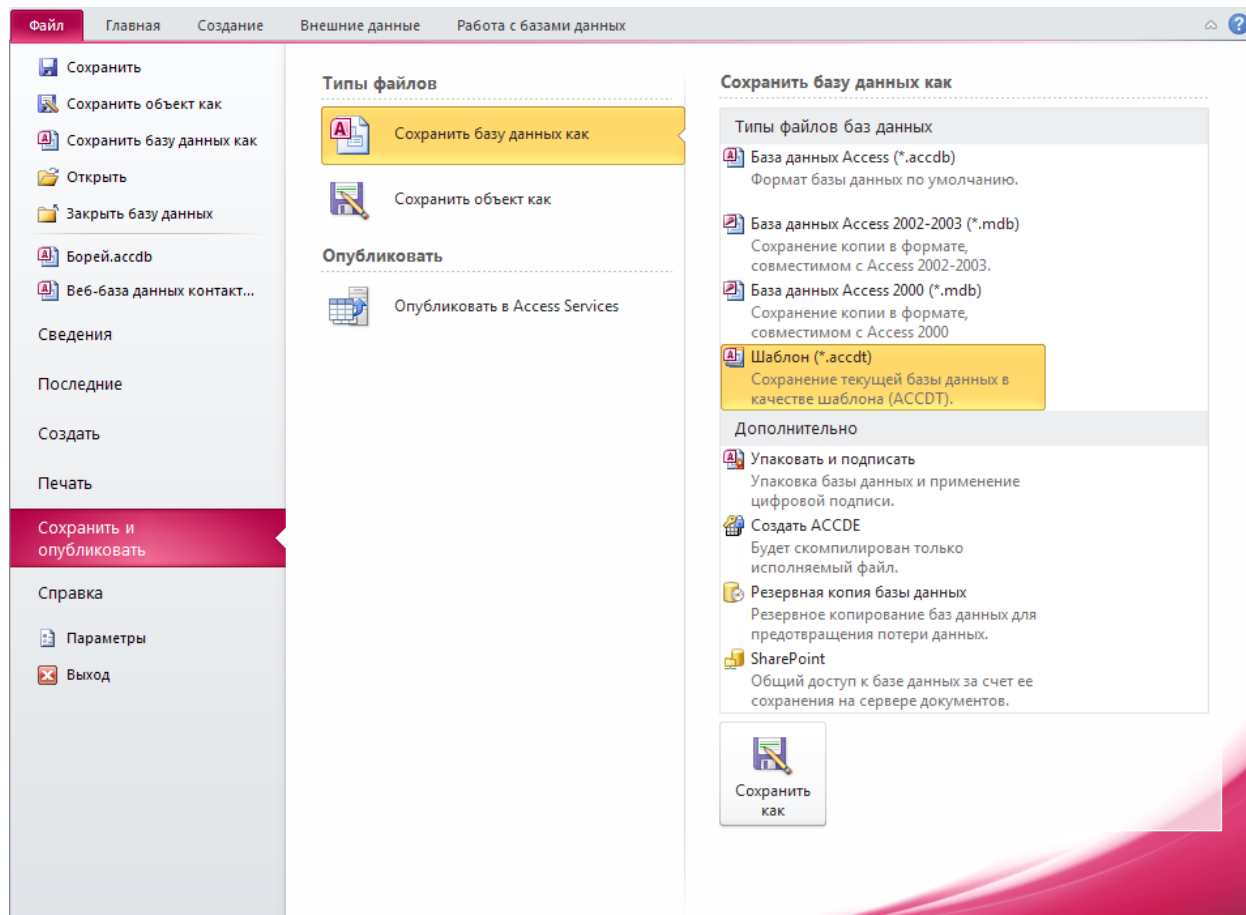 Файл Главная Создание Внешние данные Работа с базами данных
Сохранить
Сохранить объект как
Сохранить базу данных как
Открыть
Закрыть базу данных
Борей.accdb
Веб-база данных контакт...
Сведения
Последние
Создать
Печать
Сохранить и
опубликовать
Справка
Параметры
Выход
Типы файлов
Сохранить базу данных как
Сохранить объект как
Опубликовать
Опубликовать в Access Services
Сохранить базу данных как
Типы файлов баз данных
База данных Access (*.accdb)
Формат базы данных по умолчанию.
База данных Access 2002-2003 (*.mdb)
Сохранение копии в формате,
совместимом с Access 2002-2003.
База данных Access 2000 (*.mdb)
Сохранение копии в формате,
совместимом с Access 2000
Шаблон (*.accdt)
Сохранение текущей базы данных в
качестве шаблона (ACCDT).
Дополнительно
Упаковать и подписать
Упаковка базы данных и применение
цифровой подписи.
Создать ACCDE
Будет скомпилирован только
исполняемый файл.
Резервная копия базы данных
Резервное копирование баз данных для
предотвращения потери данных.
SharePoint
Общий доступ к базе данных за счет ее
сохранения на сервере документов.
Сохранить
как